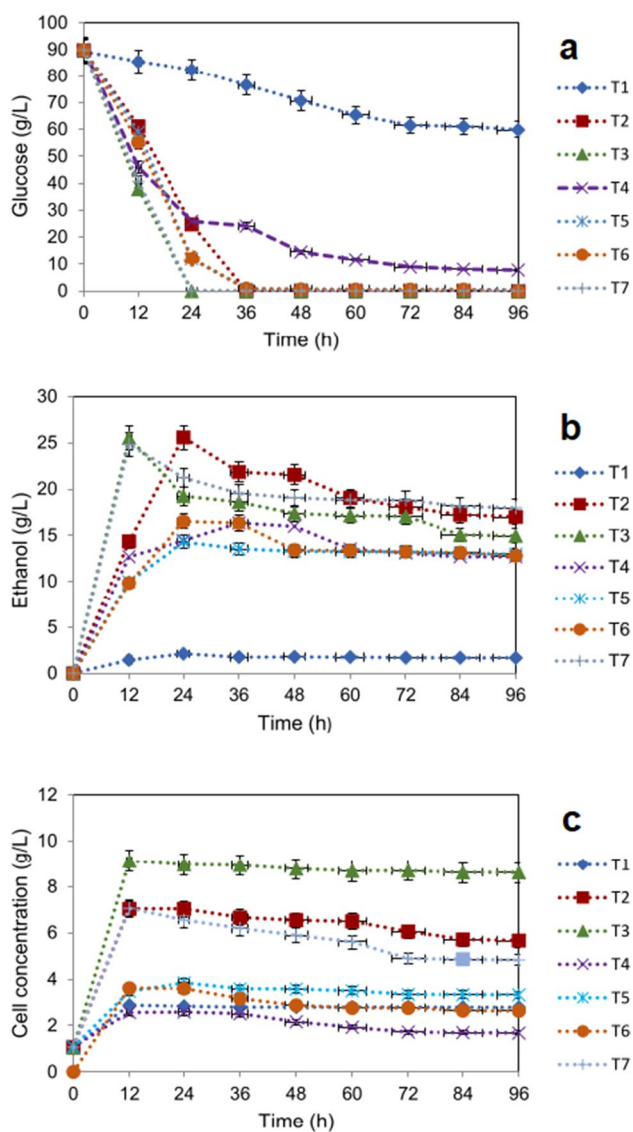 a
100
90
80
70
60
50
40
30
20
10
0
Glucose (g/L)
0 12 24 36 48 60 72 84 96
Time (h)
T1
T2
T3
T4
T5
T6
T7
b
30
25
20
15
10
5
0
Ethanol (g/L)
0 12 24 36 48 60 72 84 96
Time (h)
T1
T2
T3
T4
T5
T6
T7
c
12
10
8
6
4
2
0
Cell concentration (g/L)
0 12 24 36 48 60 72 84 96
Time (h)
T1
T2
T3
T4
T5
T6
T7